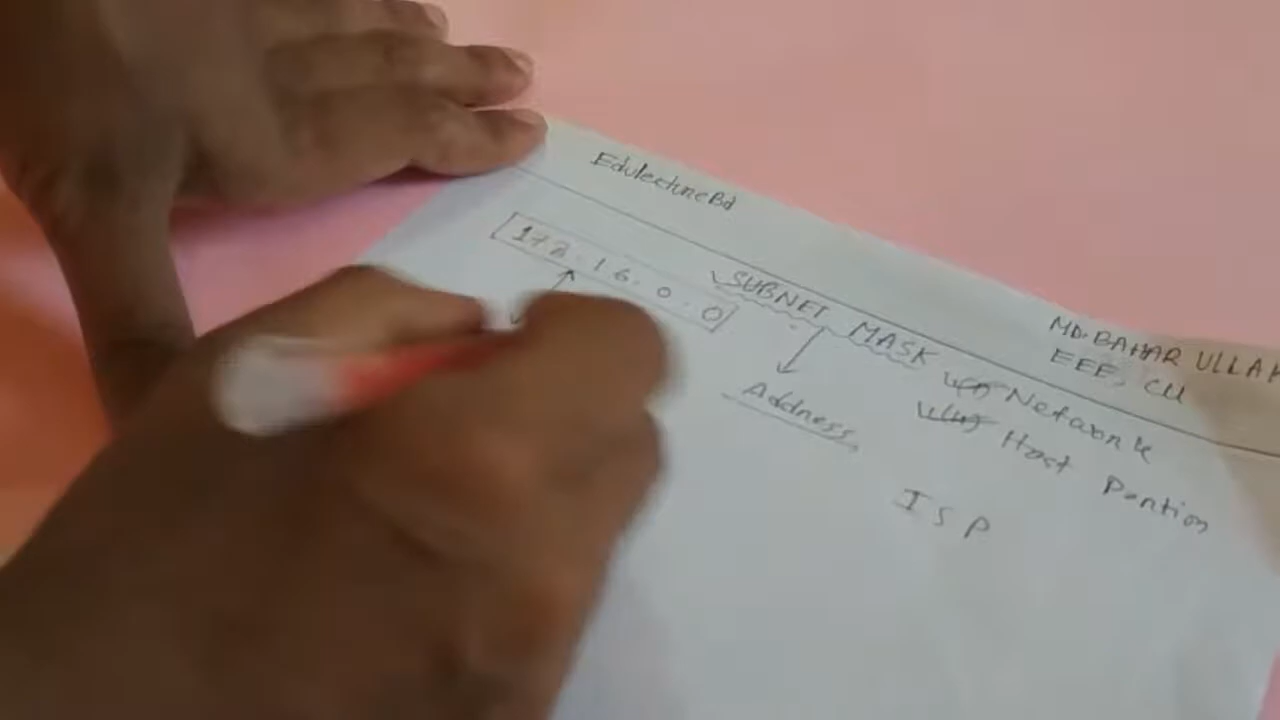 EdulectureBd
MD. BAHAR ULLAH
EEE, CU
172.16.0.0
SUBNET MASK
Network
Host Portion
Address
ISP